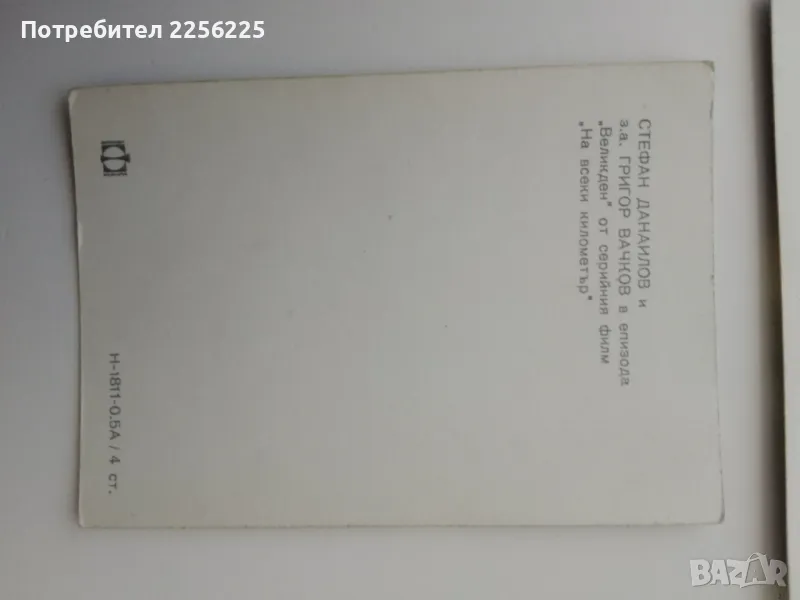 Потребител 2256225
СТЕФАН ДАНАИЛОВ и
з.а. ГРИГОР ВАЧКОВ в епизода
„Великден" от серийния филм
„На всеки километър"
Н-1811-0.5А / 4 ст.
BAZAR